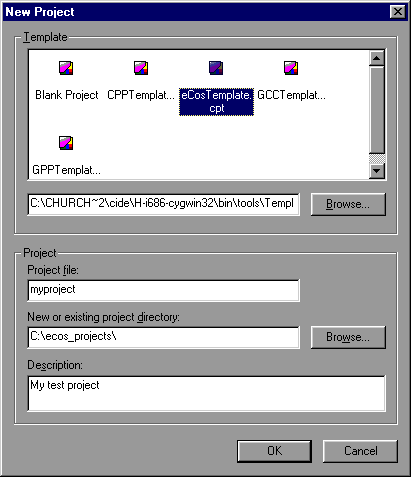 New Project
Template
Blank Project CPPTemplat... eCosTemplate. GCCTemplat...
cpt
GPPTemplat...
C:\CHURCH~2\cide\H-i686-cygwin32\bin\tools\Templ Browse...
Project
Project file:
myproject
New or existing project directory:
C:\ecos_projects\ Browse...
Description:
My test project
OK Cancel